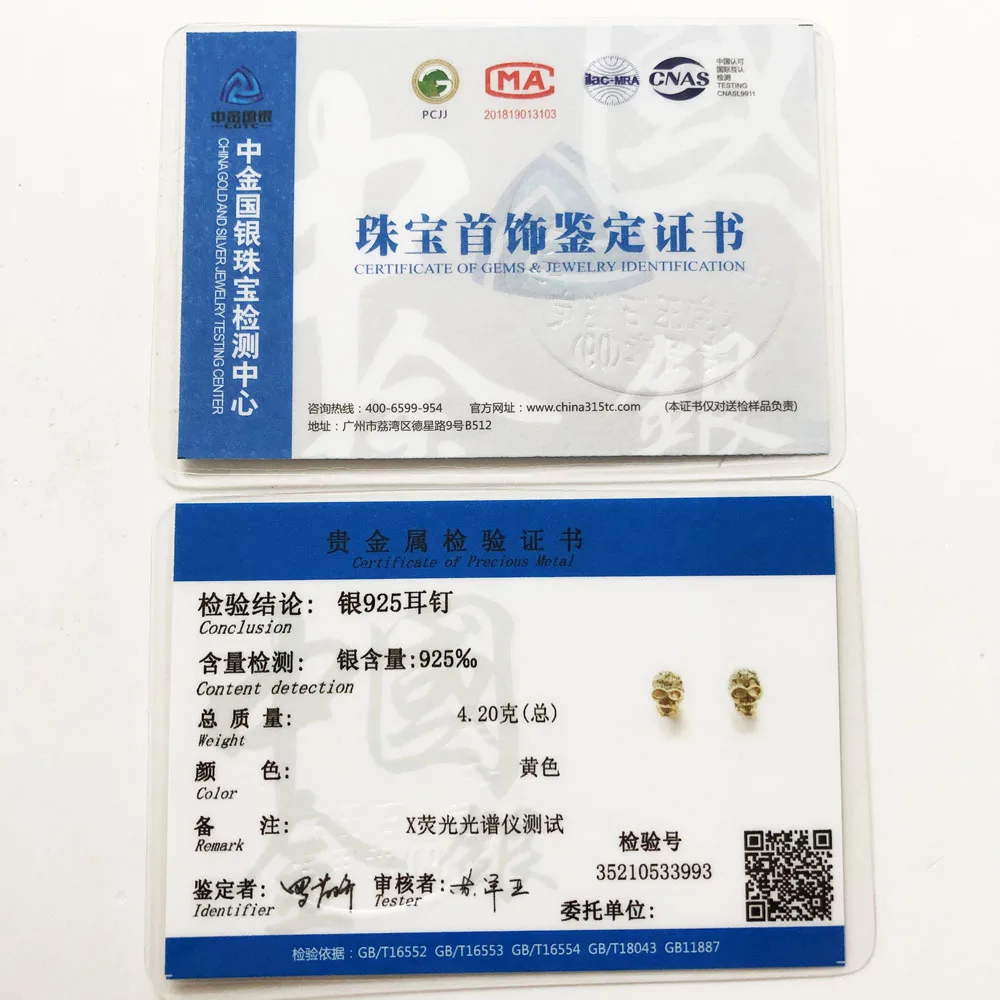 中金国银
CGTC
中金国银珠宝检测中心
CHINA GOLD AND SILVER JEWELRY TESTING CENTER
PCJJ
MA
201819013103
ilac-MRA
CNAS
中国认可
国际互认
检测
TESTING
CNASL9911
珠宝首饰鉴定证书
CERTIFICATE OF GEMS & JEWELRY IDENTIFICATION
咨询热线：400-6599-954 官方网址：www.china315tc.com (本证书仅对送检样品负责)
地址：广州市荔湾区德星路9号B512
贵金属检验证书
Certificate of Precious Metal
检验结论: 银925耳钉
Conclusion
含量检测: 银含量:925‰
Content detection
总质量: 4.20克(总)
Weight
颜色: 黄色
Color
备注: X荧光光谱仪测试
Remark
检验号
35210533993
鉴定者:
Identifier
审核者:
Tester
委托单位:
检验依据：GB/T16552 GB/T16553 GB/T16554 GB/T18043 GB11887